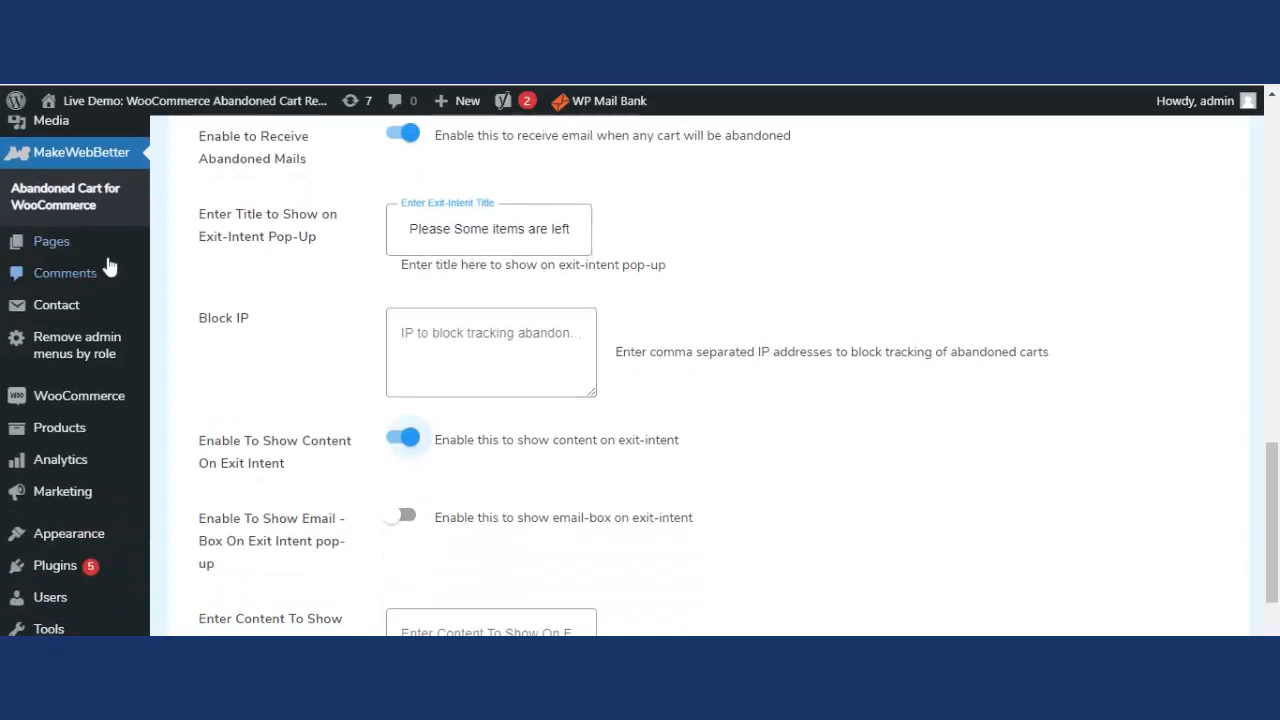 Live Demo: WooCommerce Abandoned Cart Re... 7 0 New 2 WP Mail Bank Howdy, admin
Media
MakeWebBetter
Abandoned Cart for
WooCommerce
Pages
Comments
Contact
Remove admin
menus by role
WooCommerce
Products
Analytics
Marketing
Appearance
Plugins 5
Users
Tools
Enable to Receive
Abandoned Mails
Enable this to receive email when any cart will be abandoned
Enter Title to Show on
Exit-Intent Pop-Up
Enter Exit-Intent Title
Please Some items are left
Enter title here to show on exit-intent pop-up
Block IP
IP to block tracking abandon...
Enter comma separated IP addresses to block tracking of abandoned carts
Enable To Show Content
On Exit Intent
Enable this to show content on exit-intent
Enable To Show Email -
Box On Exit Intent pop-
up
Enable this to show email-box on exit-intent
Enter Content To Show
Enter Content To Show On E